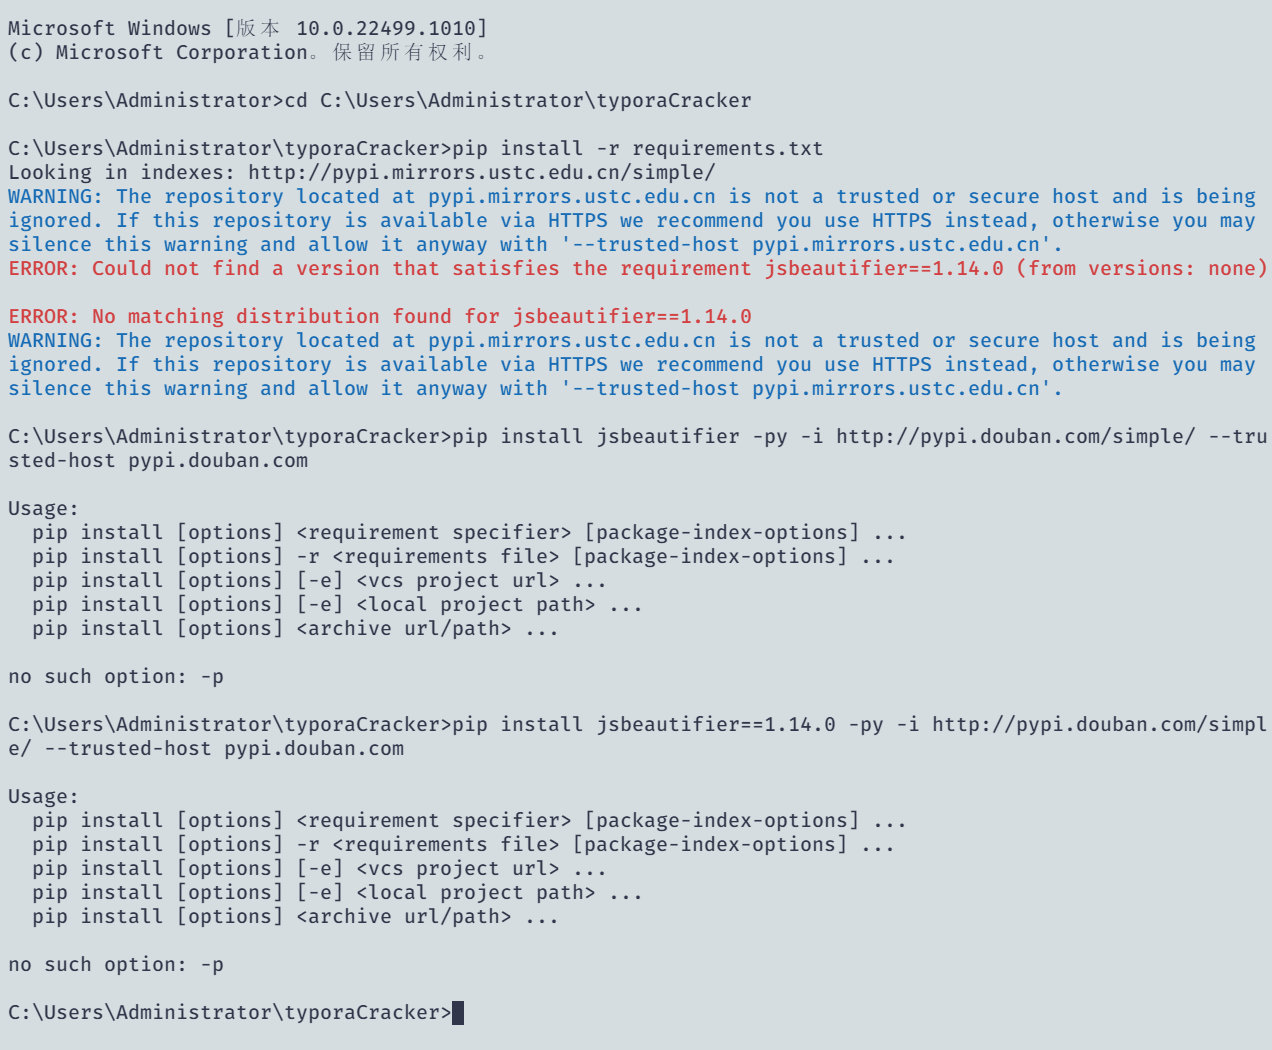 Microsoft Windows [版本 10.0.22499.1010]
(c) Microsoft Corporation。保留所有权利。
C:\Users\Administrator>cd C:\Users\Administrator\typoraCracker
C:\Users\Administrator\typoraCracker>pip install -r requirements.txt
Looking in indexes: http://pypi.mirrors.ustc.edu.cn/simple/
WARNING: The repository located at pypi.mirrors.ustc.edu.cn is not a trusted or secure host and is being
ignored. If this repository is available via HTTPS we recommend you use HTTPS instead, otherwise you may
silence this warning and allow it anyway with '--trusted-host pypi.mirrors.ustc.edu.cn'.
ERROR: Could not find a version that satisfies the requirement jsbeautifier==1.14.0 (from versions: none)
ERROR: No matching distribution found for jsbeautifier==1.14.0
WARNING: The repository located at pypi.mirrors.ustc.edu.cn is not a trusted or secure host and is being
ignored. If this repository is available via HTTPS we recommend you use HTTPS instead, otherwise you may
silence this warning and allow it anyway with '--trusted-host pypi.mirrors.ustc.edu.cn'.
C:\Users\Administrator\typoraCracker>pip install jsbeautifier -py -i http://pypi.douban.com/simple/ --tru
sted-host pypi.douban.com
Usage:
  pip install [options] <requirement specifier> [package-index-options] ...
  pip install [options] -r <requirements file> [package-index-options] ...
  pip install [options] [-e] <vcs project url> ...
  pip install [options] [-e] <local project path> ...
  pip install [options] <archive url/path> ...
no such option: -p
C:\Users\Administrator\typoraCracker>pip install jsbeautifier==1.14.0 -py -i http://pypi.douban.com/simpl
e/ --trusted-host pypi.douban.com
Usage:
  pip install [options] <requirement specifier> [package-index-options] ...
  pip install [options] -r <requirements file> [package-index-options] ...
  pip install [options] [-e] <vcs project url> ...
  pip install [options] [-e] <local project path> ...
  pip install [options] <archive url/path> ...
no such option: -p
C:\Users\Administrator\typoraCracker>